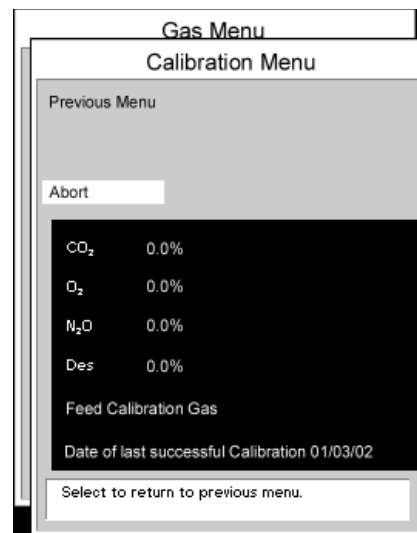 Gas Menu
Calibration Menu
Previous Menu
Abort
CO₂ 0.0%
O₂ 0.0%
N₂O 0.0%
Des 0.0%
Feed Calibration Gas
Date of last successful Calibration 01/03/02
Select to return to previous menu.